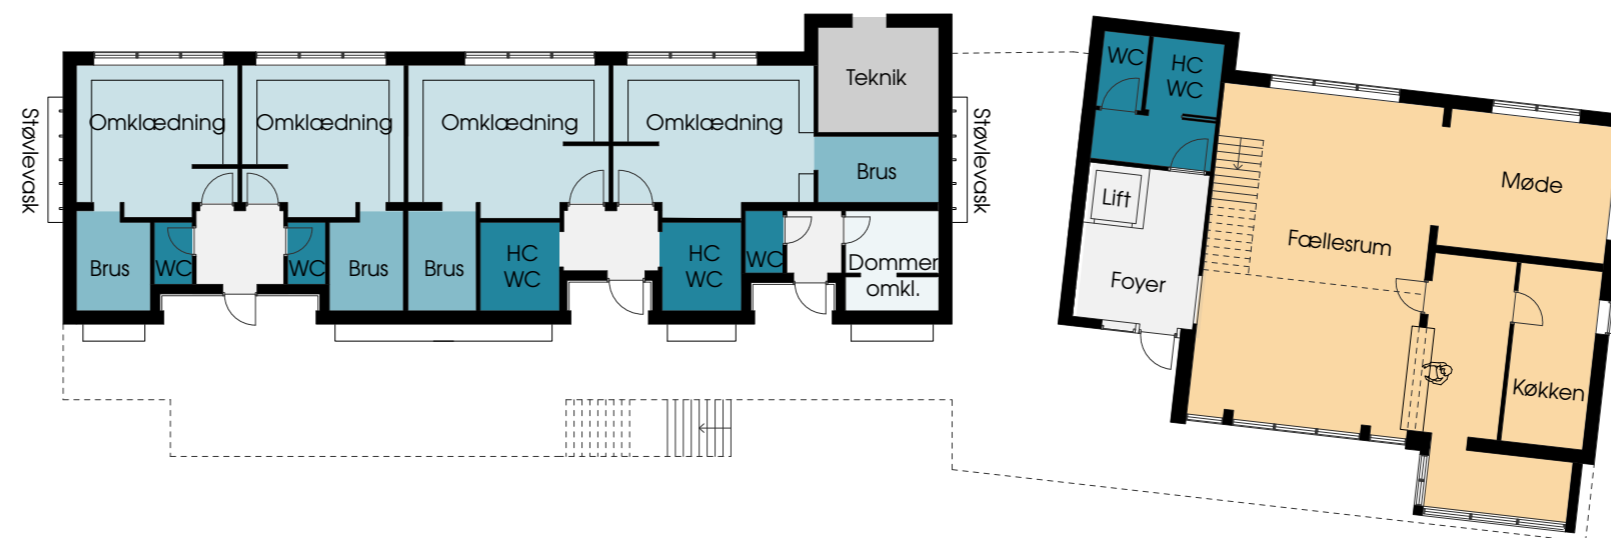 Støvlevask
Omklædning
Omklædning
Omklædning
Omklædning
Teknik
Støvlevask
Brus
Brus
WC
WC
Brus
Brus
HC
WC
HC
WC
WC
Dommer
omkl.
WC
HC
WC
Lift
Foyer
Fællesrum
Møde
Køkken